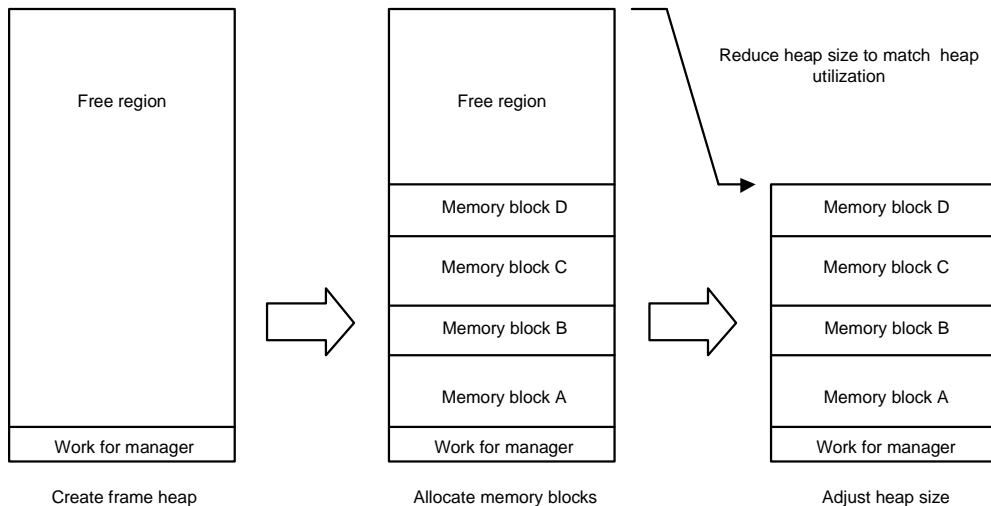 Free region
Work for manager
Create frame heap
Free region
Memory block D
Memory block C
Memory block B
Memory block A
Work for manager
Allocate memory blocks
Reduce heap size to match  heap
utilization
Memory block D
Memory block C
Memory block B
Memory block A
Work for manager
Adjust heap size